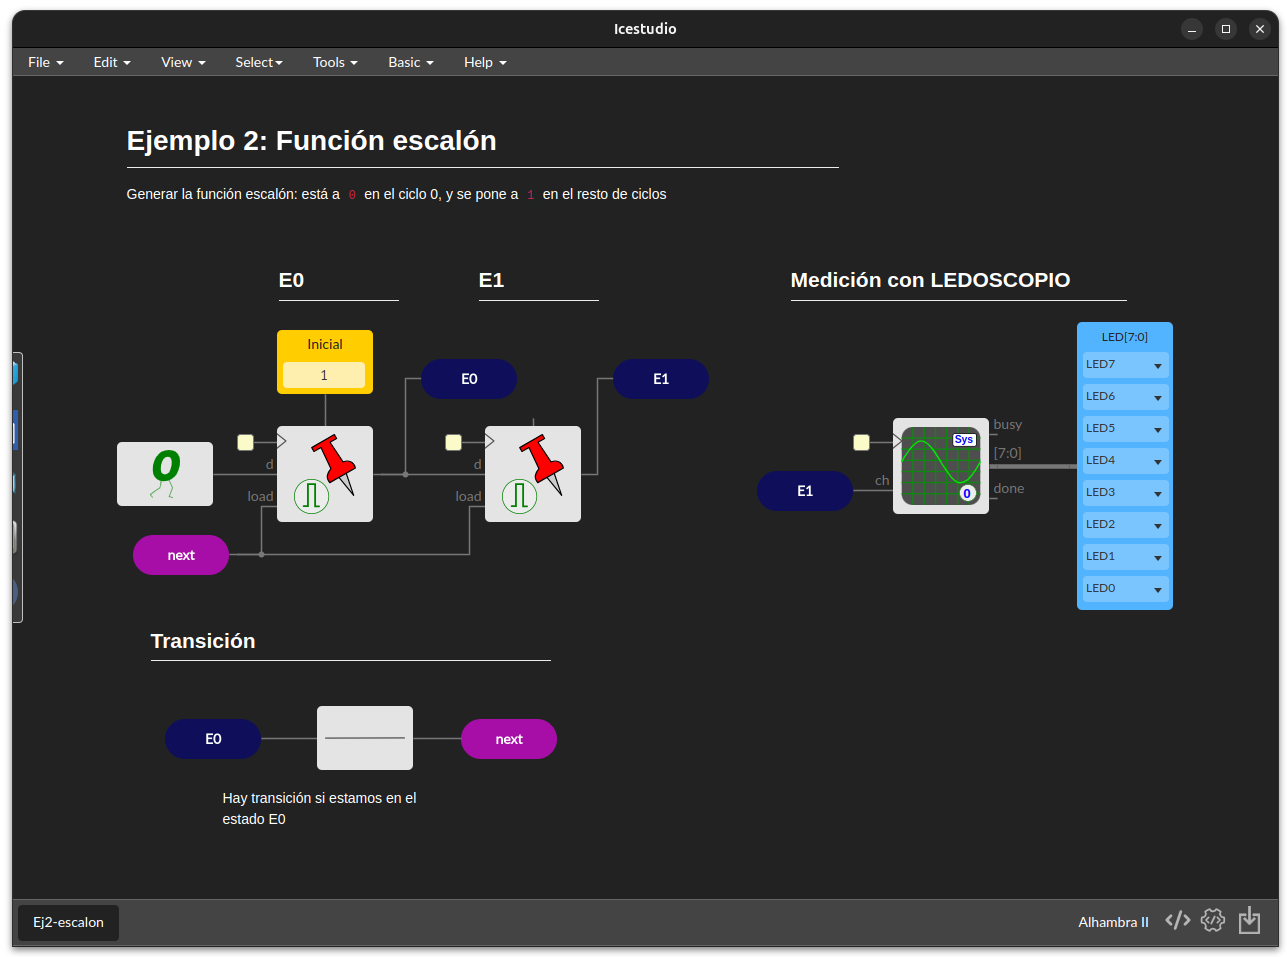 Icestudio
File Edit View Select Tools Basic Help
Ejemplo 2: Función escalón
Generar la función escalón: está a 0 en el ciclo 0, y se pone a 1 en el resto de ciclos
E0
E1
Medición con LEDOSCOPIO
Inicial
1
E0
E1
0
d
load
d
load
next
E1
ch
Sys
0
busy
[7:0]
done
LED[7:0]
LED7
LED6
LED5
LED4
LED3
LED2
LED1
LED0
Transición
E0
next
Hay transición si estamos en el
estado E0
Ej2-escalon
Alhambra II